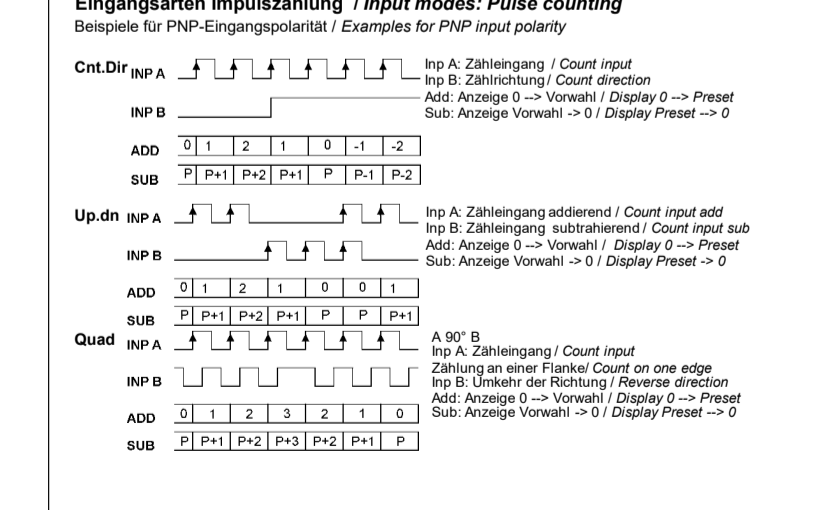 Eingangsarten Impulszählung / Input modes: Pulse counting
Beispiele für PNP-Eingangspolarität / Examples for PNP input polarity
Cnt.Dir INP A
Inp A: Zähleingang / Count input
Inp B: Zählrichtung / Count direction
Add: Anzeige 0 --> Vorwahl / Display 0 --> Preset
INP B
Sub: Anzeige Vorwahl -> 0 / Display Preset --> 0
ADD 0 1 2 1 0 -1 -2
SUB P P+1 P+2 P+1 P P-1 P-2
Up.dn INP A
Inp A: Zähleingang addierend / Count input add
Inp B: Zähleingang subtrahierend / Count input sub
Add: Anzeige 0 --> Vorwahl / Display 0 --> Preset
INP B
Sub: Anzeige Vorwahl -> 0 / Display Preset -> 0
ADD 0 1 2 1 0 0 1
SUB P P+1 P+2 P+1 P P P+1
Quad INP A
A 90° B
Inp A: Zähleingang / Count input
Zählung an einer Flanke/ Count on one edge
INP B
Inp B: Umkehr der Richtung / Reverse direction
Add: Anzeige 0 --> Vorwahl / Display 0 --> Preset
Sub: Anzeige Vorwahl -> 0 / Display Preset --> 0
ADD 0 1 2 3 2 1 0
SUB P P+1 P+2 P+3 P+2 P+1 P